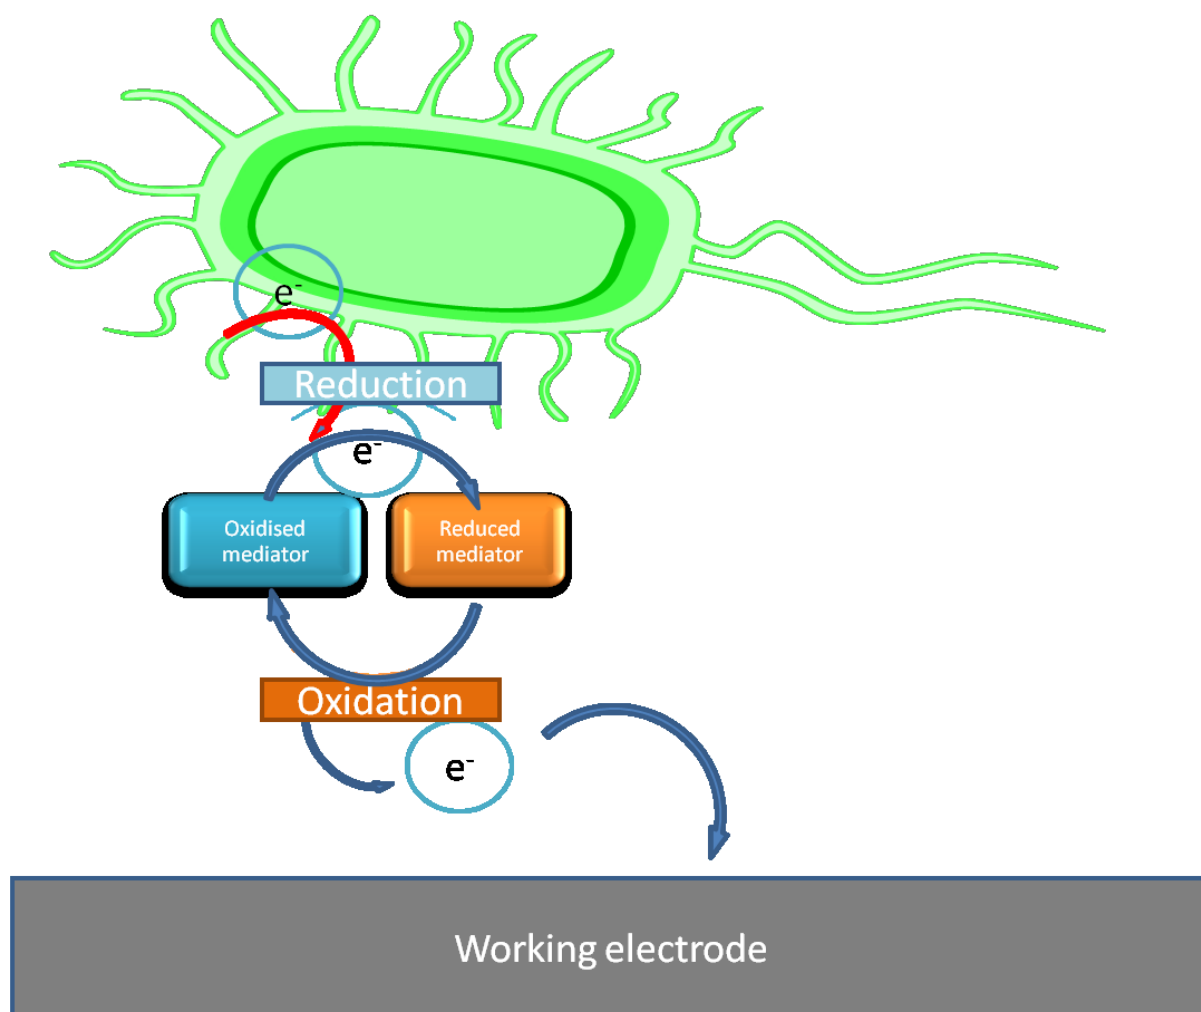 e⁻
Reduction
e⁻
Oxidised
mediator
Reduced
mediator
Oxidation
e⁻
Working electrode